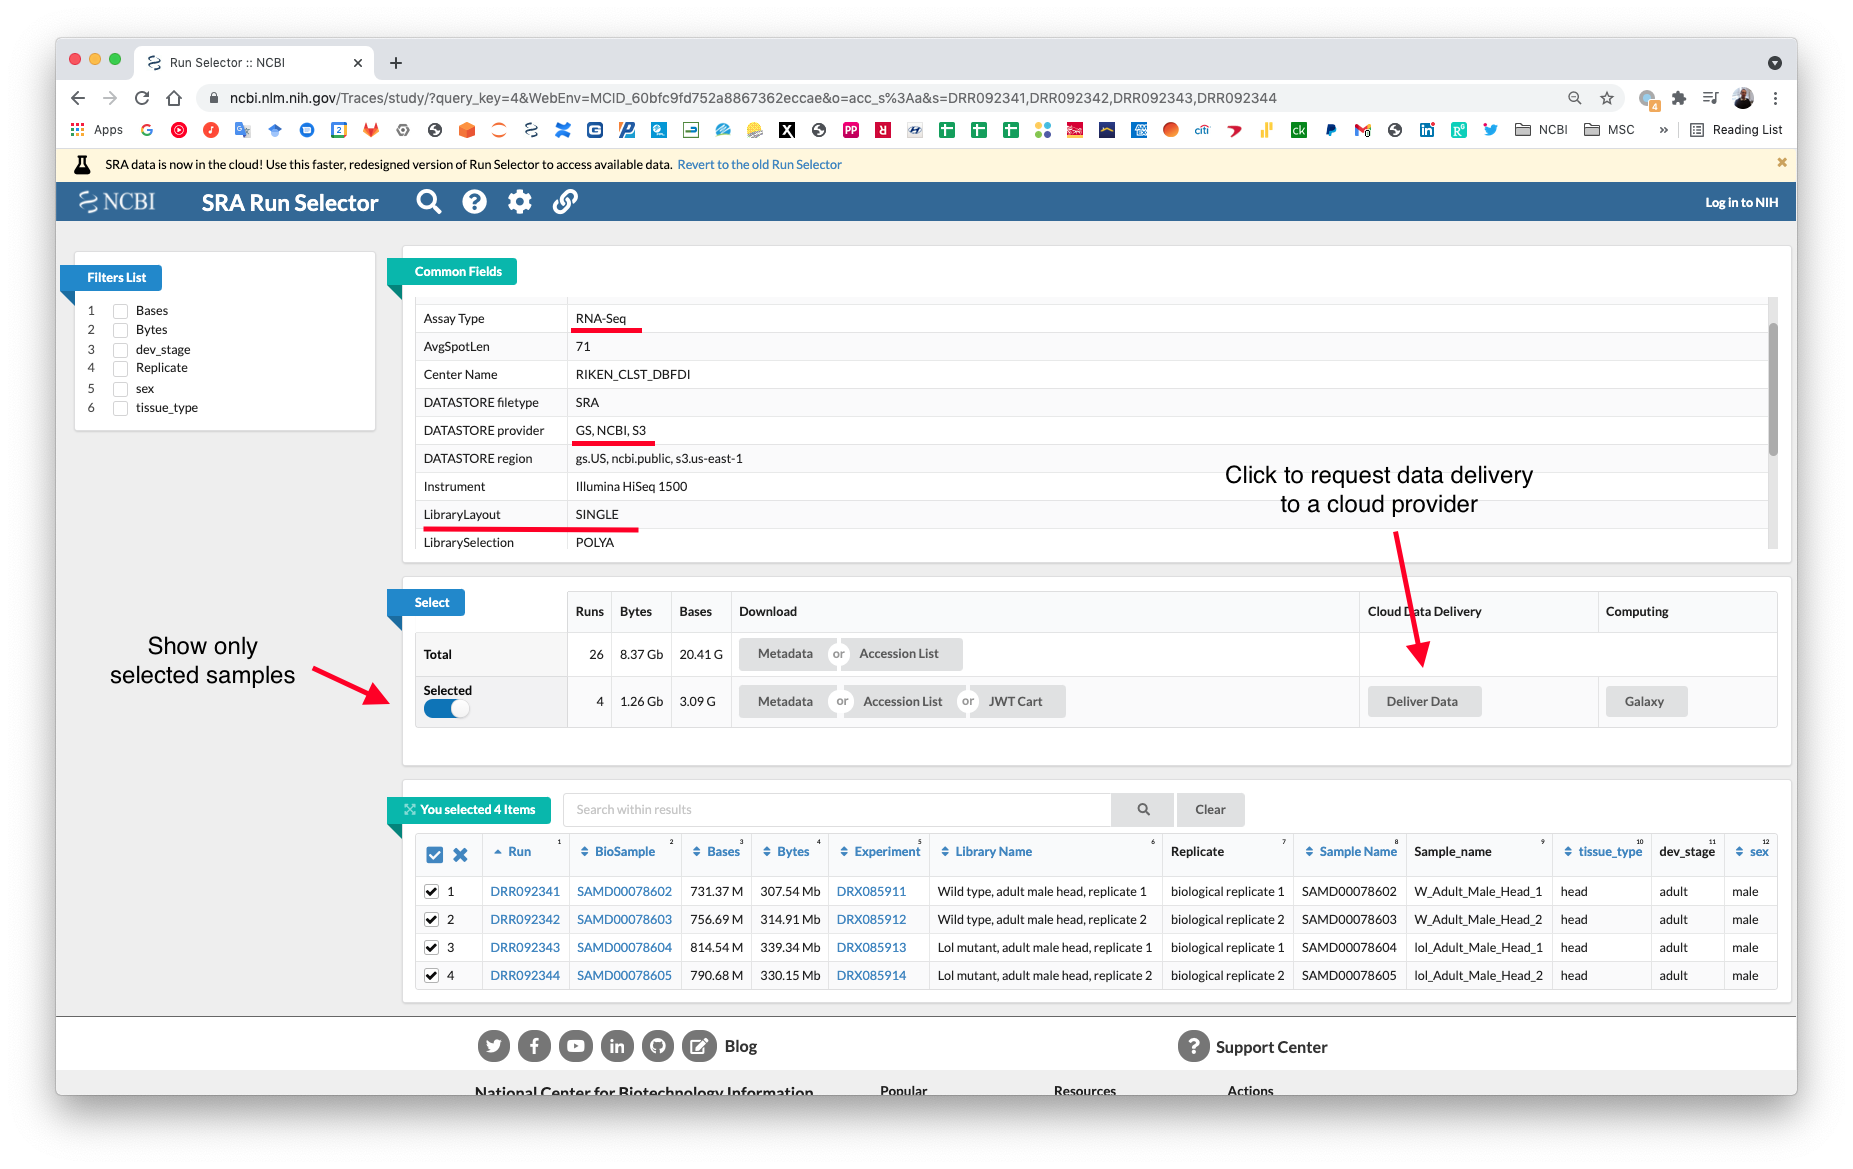 Run Selector :: NCBI
ncbi.nlm.nih.gov/Traces/study/?query_key=4&WebEnv=MCID_60bfc9fd752a8867362eccae&o=acc_s%3Aa&s=DRR092341,DRR092342,DRR092343,DRR092344
Apps NCBI MSC » Reading List
SRA data is now in the cloud! Use this faster, redesigned version of Run Selector to access available data. Revert to the old Run Selector
NCBI SRA Run Selector Log in to NIH
Filters List
1 Bases
2 Bytes
3 dev_stage
4 Replicate
5 sex
6 tissue_type
Common Fields
Assay Type RNA-Seq
AvgSpotLen 71
Center Name RIKEN_CLST_DBFDI
DATASTORE filetype SRA
DATASTORE provider GS, NCBI, S3
DATASTORE region gs.US, ncbi.public, s3.us-east-1
Instrument Illumina HiSeq 1500
LibraryLayout SINGLE
LibrarySelection POLYA
Click to request data delivery
to a cloud provider
Show only
selected samples
Select
Runs Bytes Bases Download Cloud Data Delivery Computing
Total 26 8.37 Gb 20.41 G Metadata or Accession List
Selected 4 1.26 Gb 3.09 G Metadata or Accession List or JWT Cart Deliver Data Galaxy
You selected 4 Items Search within results Clear
Run 1 BioSample 2 Bases 3 Bytes 4 Experiment 5 Library Name 6 Replicate 7 Sample Name 8 Sample_name 9 tissue_type 10 dev_stage 11 sex 12
1 DRR092341 SAMD00078602 731.37 M 307.54 Mb DRX085911 Wild type, adult male head, replicate 1 biological replicate 1 SAMD00078602 W_Adult_Male_Head_1 head adult male
2 DRR092342 SAMD00078603 756.69 M 314.91 Mb DRX085912 Wild type, adult male head, replicate 2 biological replicate 2 SAMD00078603 W_Adult_Male_Head_2 head adult male
3 DRR092343 SAMD00078604 814.54 M 339.34 Mb DRX085913 Lol mutant, adult male head, replicate 1 biological replicate 1 SAMD00078604 lol_Adult_Male_Head_1 head adult male
4 DRR092344 SAMD00078605 790.68 M 330.15 Mb DRX085914 Lol mutant, adult male head, replicate 2 biological replicate 2 SAMD00078605 lol_Adult_Male_Head_2 head adult male
Blog Support Center
National Center for Biotechnology Information Popular Resources Actions